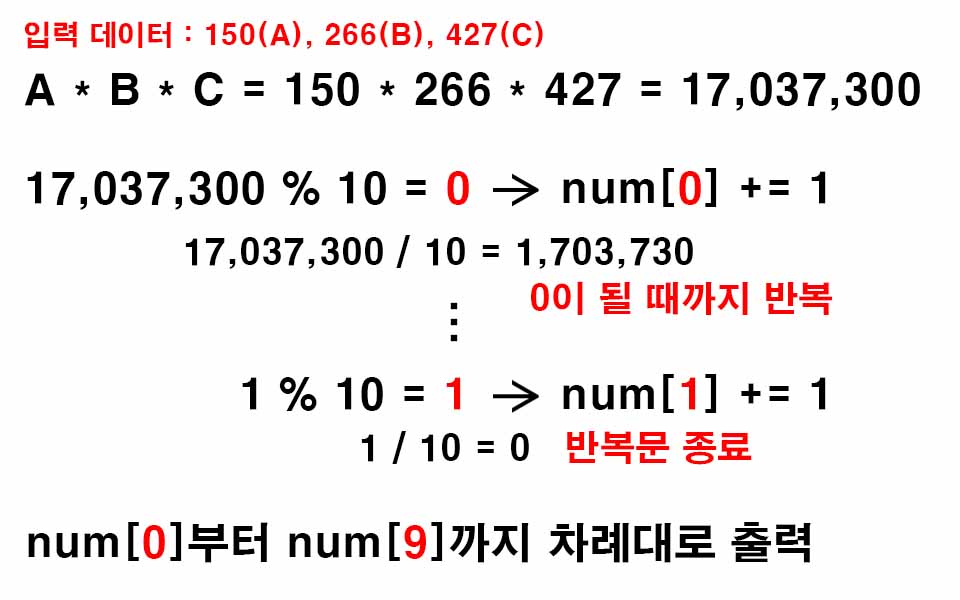 입력 데이터 : 150(A), 266(B), 427(C)
A * B * C = 150 * 266 * 427 = 17,037,300
17,037,300 % 10 = 0 → num[0] += 1
17,037,300 / 10 = 1,703,730
0이 될 때까지 반복
⋮
1 % 10 = 1 → num[1] += 1
1 / 10 = 0 반복문 종료
num[0]부터 num[9]까지 차례대로 출력